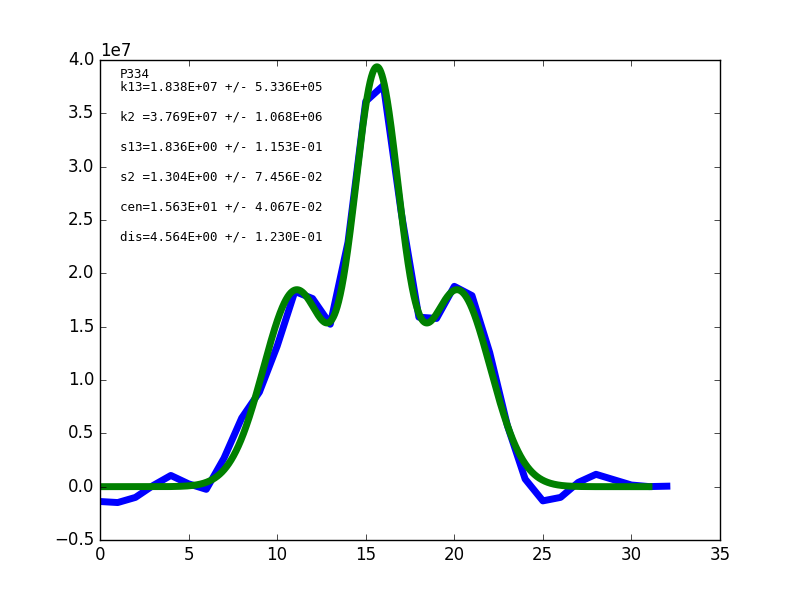 1e7
4.0
3.5
3.0
2.5
2.0
1.5
1.0
0.5
0.0
−0.5
P334
k13=1.838E+07 +/- 5.336E+05
k2 =3.769E+07 +/- 1.068E+06
s13=1.836E+00 +/- 1.153E-01
s2 =1.304E+00 +/- 7.456E-02
cen=1.563E+01 +/- 4.067E-02
dis=4.564E+00 +/- 1.230E-01
0 5 10 15 20 25 30 35